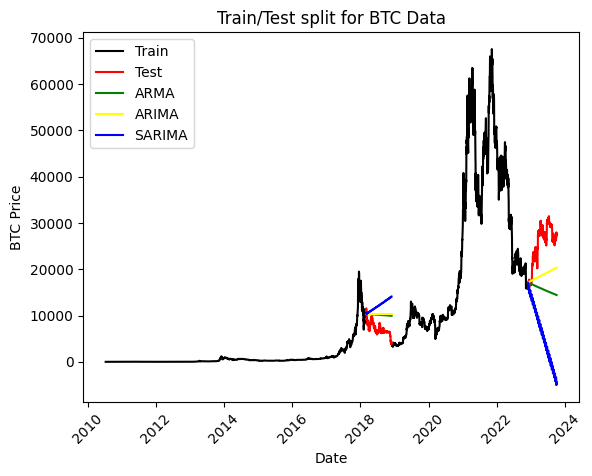 Train/Test split for BTC Data
Train
Test
ARMA
ARIMA
SARIMA
BTC Price
70000
60000
50000
40000
30000
20000
10000
0
2010
2012
2014
2016
2018
2020
2022
2024
Date